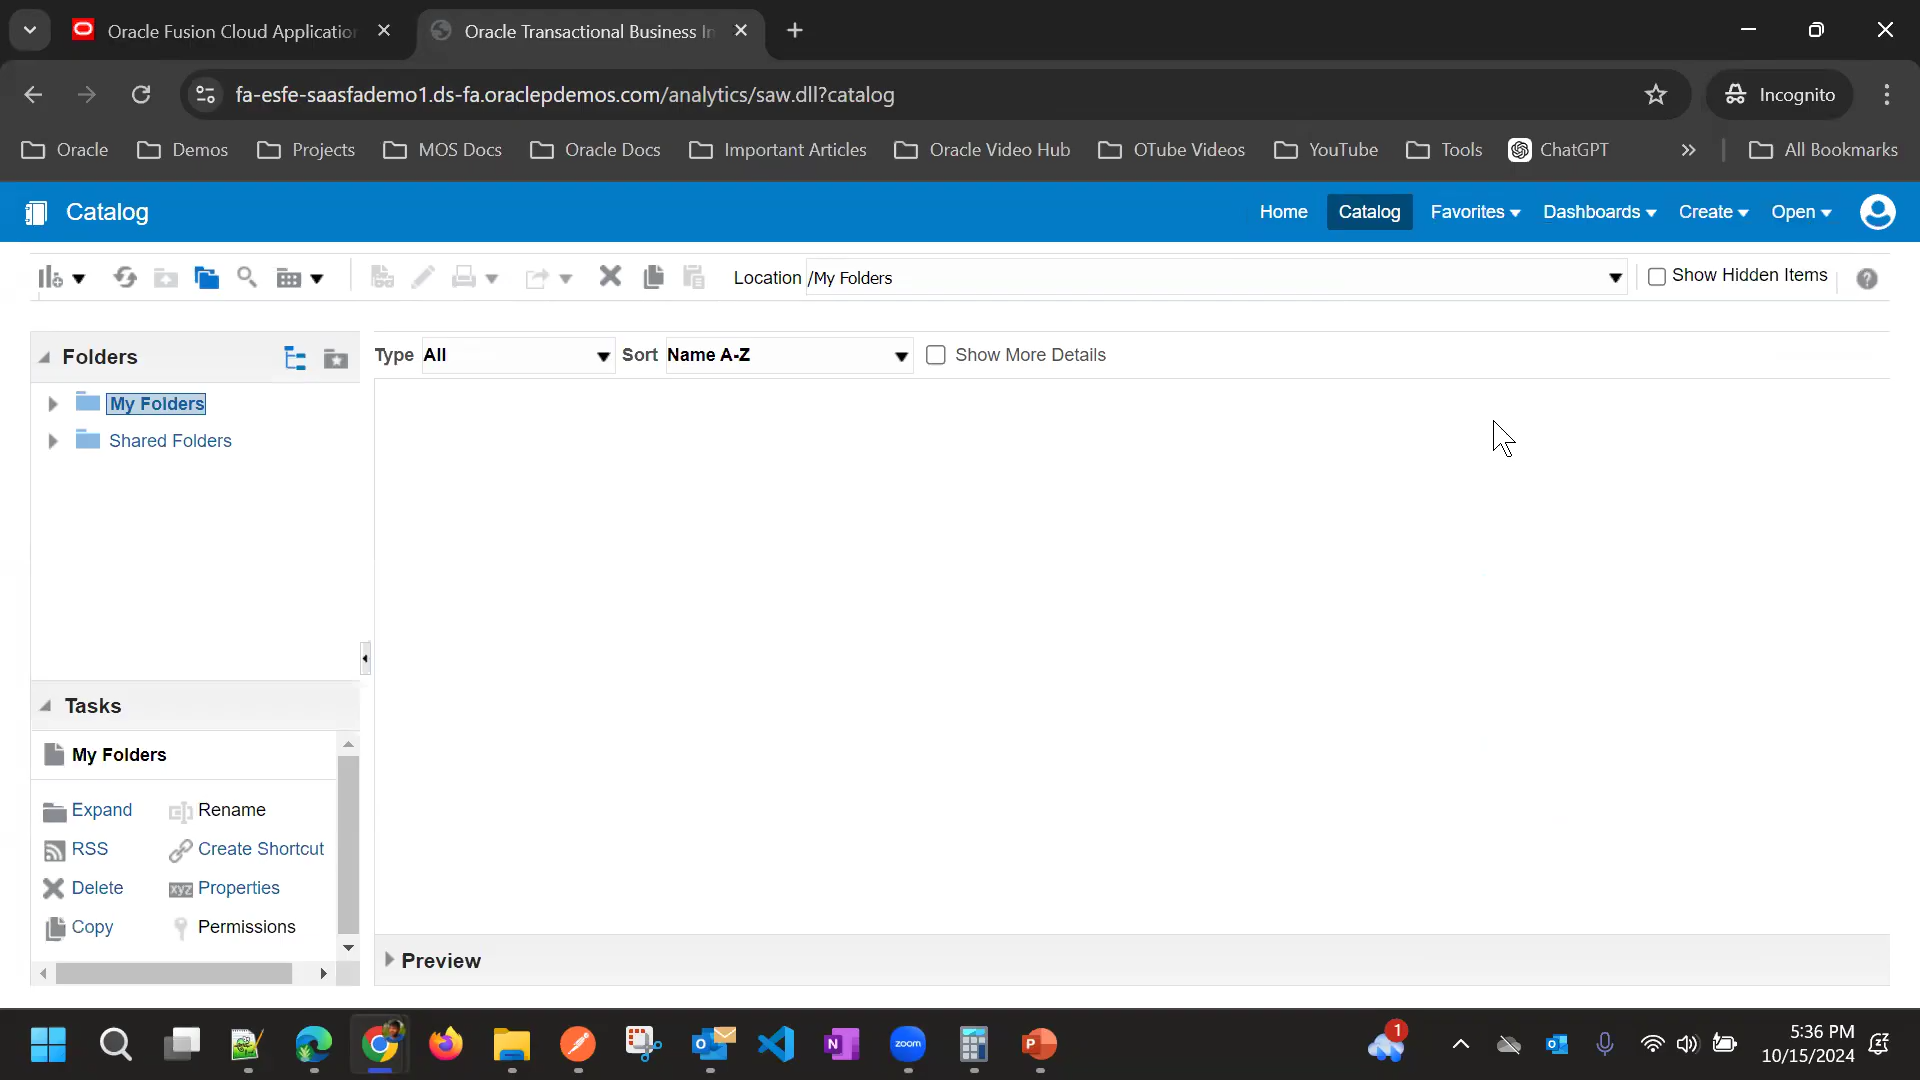 Oracle Fusion Cloud Applicatio
Oracle Transactional Business In
fa-esfe-saasfademo1.ds-fa.oraclepdemos.com/analytics/saw.dll?catalog
Incognito
Oracle
Demos
Projects
MOS Docs
Oracle Docs
Important Articles
Oracle Video Hub
OTube Videos
YouTube
Tools
ChatGPT
All Bookmarks
Catalog
Home
Catalog
Favorites
Dashboards
Create
Open
Location /My Folders
Show Hidden Items
Folders
Type All
Sort Name A-Z
Show More Details
My Folders
Shared Folders
Tasks
My Folders
Expand
Rename
RSS
Create Shortcut
Delete
xyz Properties
Copy
Permissions
Preview
zoom
1
5:36 PM
10/15/2024